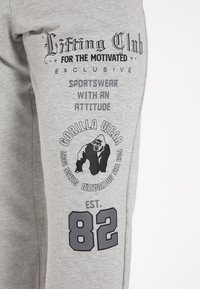 Lifting Club
FOR THE MOTIVATED
EXCLUSIVE
SPORTSWEAR
WITH AN
ATTITUDE
GORILLA WEAR
EST.
82